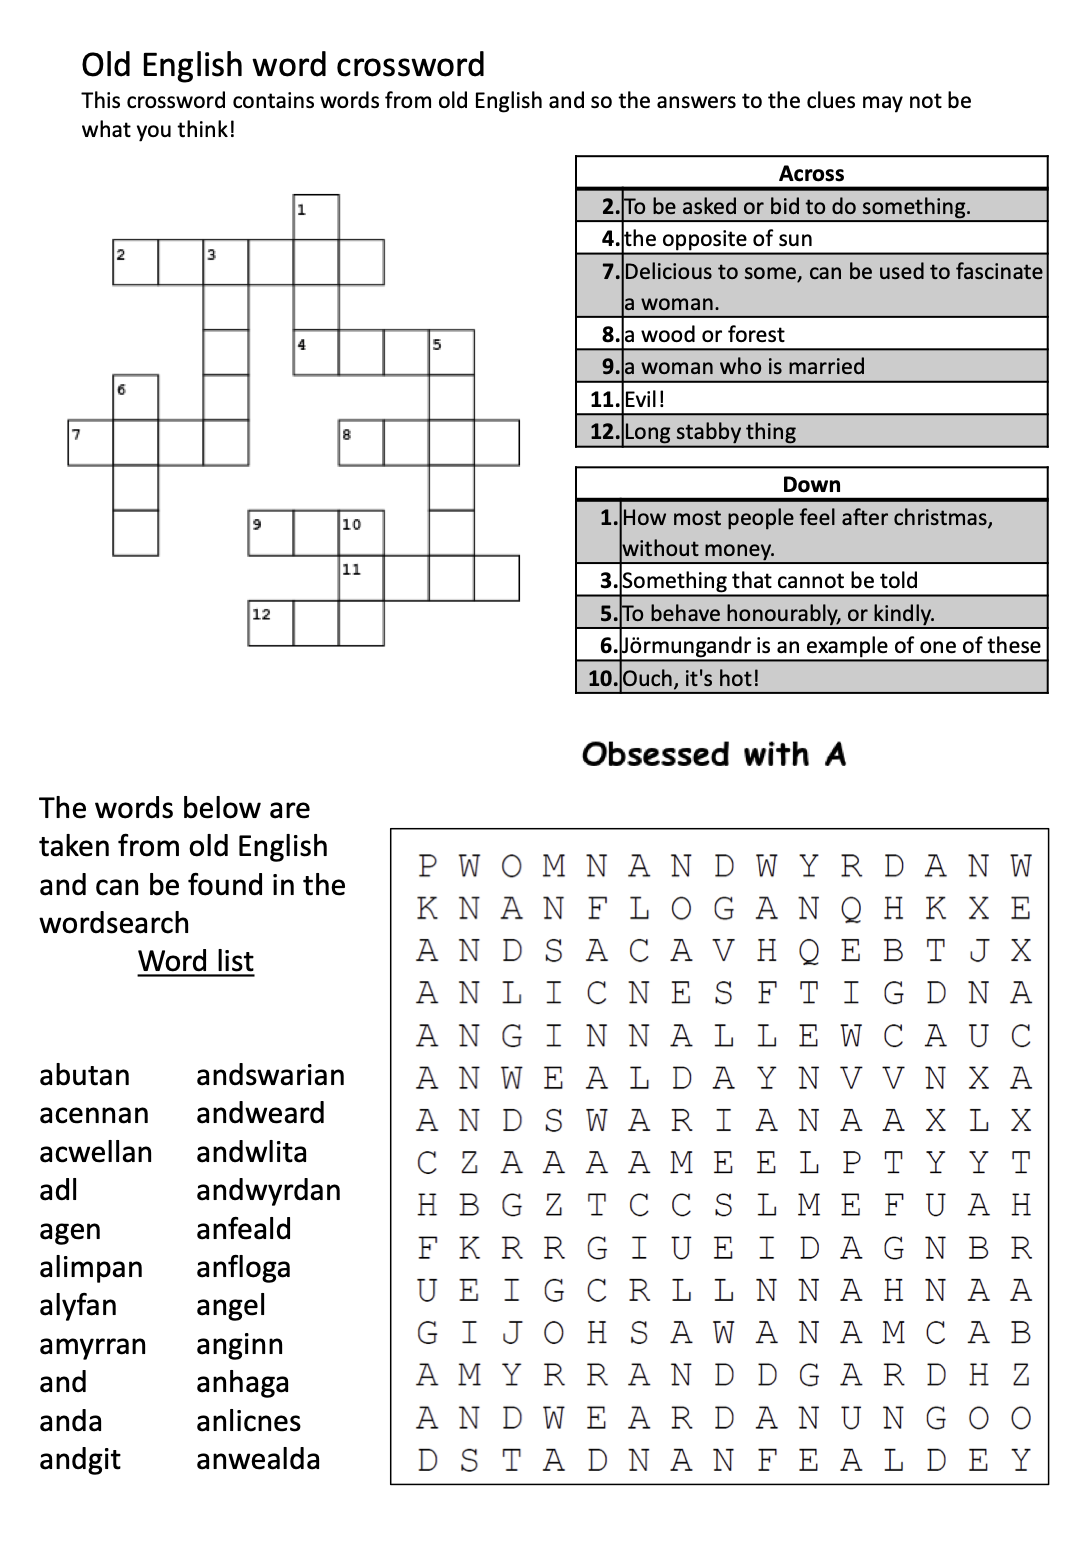 Old English word crossword
This crossword contains words from old English and so the answers to the clues may not be
what you think!
1
2 3
4 5
6
7 8
9 10
11
12
Across
2. To be asked or bid to do something.
4. the opposite of sun
7. Delicious to some, can be used to fascinate
a woman.
8. a wood or forest
9. a woman who is married
11. Evil!
12. Long stabby thing
Down
1. How most people feel after christmas,
without money.
3. Something that cannot be told
5. To behave honourably, or kindly.
6. Jörmungandr is an example of one of these
10. Ouch, it's hot!
Obsessed with A
The words below are
taken from old English
and can be found in the
wordsearch
Word list
abutan andswarian
acennan andweard
acwellan andwlita
adl andwyrdan
agen anfeald
alimpan anfloga
alyfan angel
amyrran anginn
and anhaga
anda anlicnes
andgit anwealda
P W O M N A N D W Y R D A N W
K N A N F L O G A N Q H K X E
A N D S A C A V H Q E B T J X
A N L I C N E S F T I G D N A
A N G I N N A L L E W C A U C
A N W E A L D A Y N V V N X A
A N D S W A R I A N A A X L X
C Z A A A A M E E L P T Y Y T
H B G Z T C C S L M E F U A H
F K R R G I U E I D A G N B R
U E I G C R L L N N A H N A A
G I J O H S A W A N A M C A B
A M Y R R A N D D G A R D H Z
A N D W E A R D A N U N G O O
D S T A D N A N F E A L D E Y